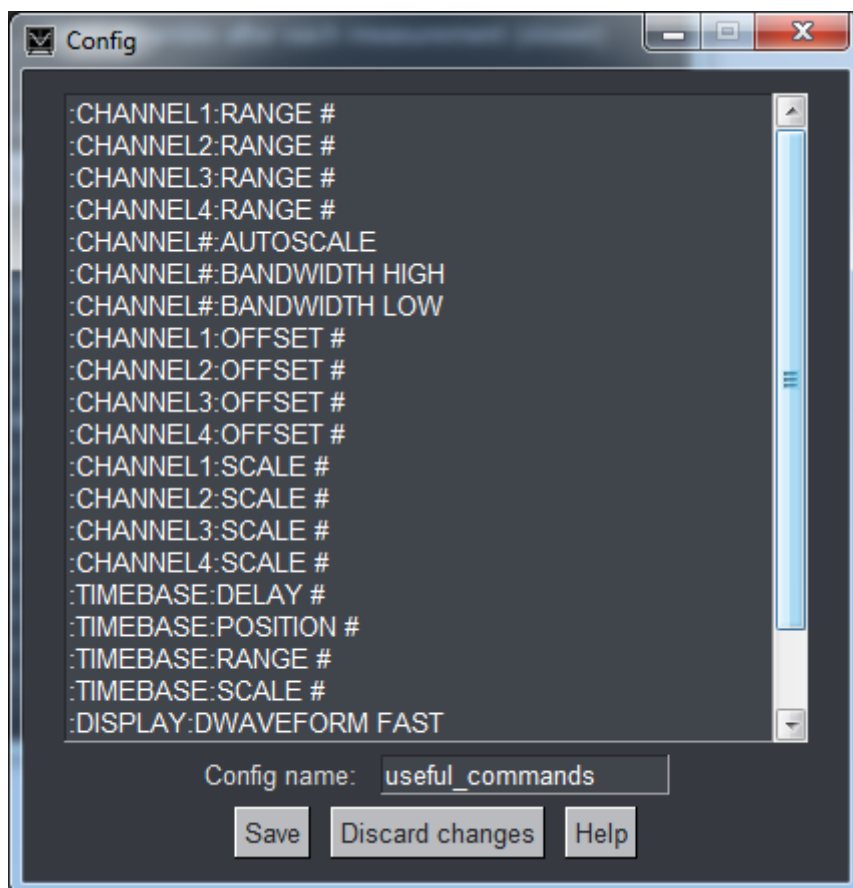 Config
:CHANNEL1:RANGE #
:CHANNEL2:RANGE #
:CHANNEL3:RANGE #
:CHANNEL4:RANGE #
:CHANNEL#:AUTOSCALE
:CHANNEL#:BANDWIDTH HIGH
:CHANNEL#:BANDWIDTH LOW
:CHANNEL1:OFFSET #
:CHANNEL2:OFFSET #
:CHANNEL3:OFFSET #
:CHANNEL4:OFFSET #
:CHANNEL1:SCALE #
:CHANNEL2:SCALE #
:CHANNEL3:SCALE #
:CHANNEL4:SCALE #
:TIMEBASE:DELAY #
:TIMEBASE:POSITION #
:TIMEBASE:RANGE #
:TIMEBASE:SCALE #
:DISPLAY:DWAVEFORM FAST
Config name: useful_commands
Save Discard changes Help